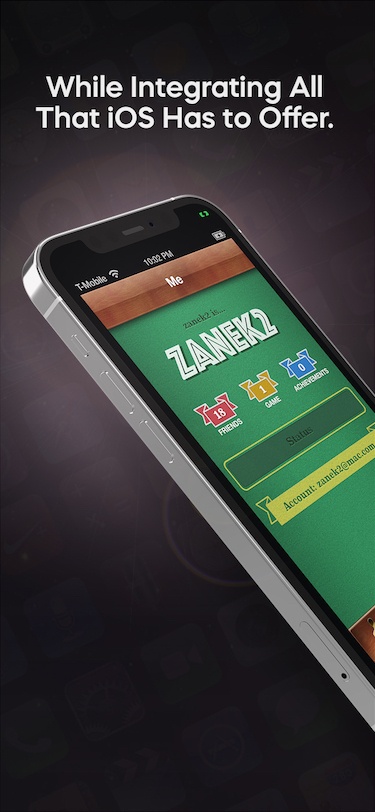 While Integrating All
That iOS Has to Offer.
T-Mobile
10:02 PM
Me
zanek2 is...
ZANEK2
18
1
0
FRIENDS
GAME
ACHIEVEMENTS
Status
Account: zanek2@mac.com